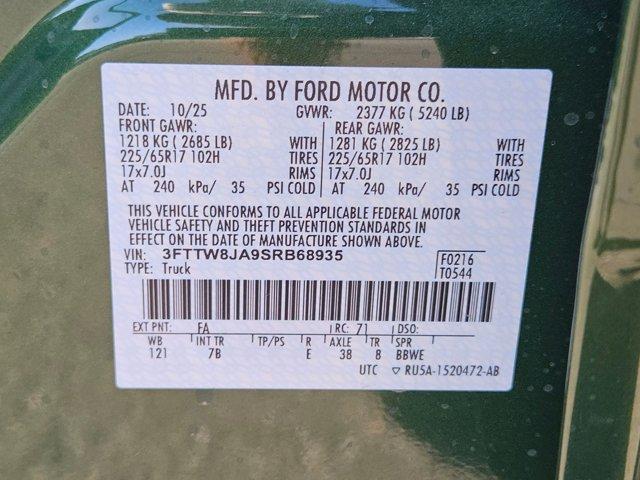 MFD. BY FORD MOTOR CO.
DATE: 10/25 GVWR: 2377 KG ( 5240 LB)
FRONT GAWR: REAR GAWR:
1218 KG ( 2685 LB) WITH 1281 KG ( 2825 LB) WITH
225/65R17 102H TIRES 225/65R17 102H TIRES
17x7.0J RIMS 17x7.0J RIMS
AT 240 kPa/ 35 PSI COLD AT 240 kPa/ 35 PSI COLD
THIS VEHICLE CONFORMS TO ALL APPLICABLE FEDERAL MOTOR
VEHICLE SAFETY AND THEFT PREVENTION STANDARDS IN
EFFECT ON THE DATE OF MANUFACTURE SHOWN ABOVE.
VIN: 3FTTW8JA9SRB68935 F0216
TYPE: Truck T0544
EXT PNT: FA RC: 71 DSO:
WB INT TR TP/PS R AXLE TR SPR
121 7B E 38 8 BBWE
UTC ▽ RU5A-1520472-AB